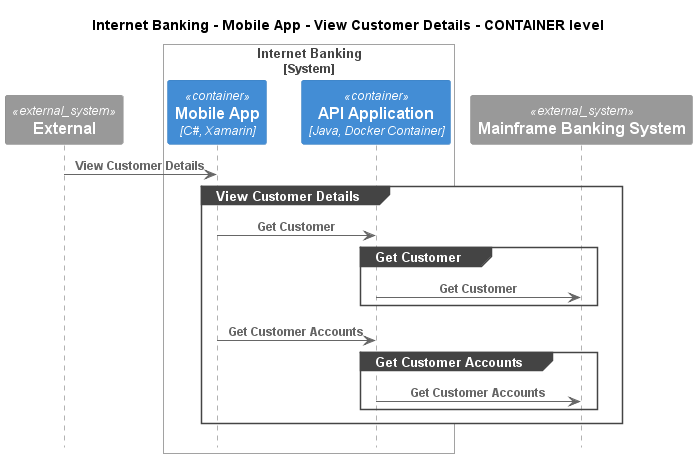 Internet Banking - Mobile App - View Customer Details - CONTAINER level
Internet Banking
[System]
«external_system»
External
«container»
Mobile App
[C#, Xamarin]
«container»
API Application
[Java, Docker Container]
«external_system»
Mainframe Banking System
View Customer Details
View Customer Details
Get Customer
Get Customer
Get Customer
Get Customer Accounts
Get Customer Accounts
Get Customer Accounts